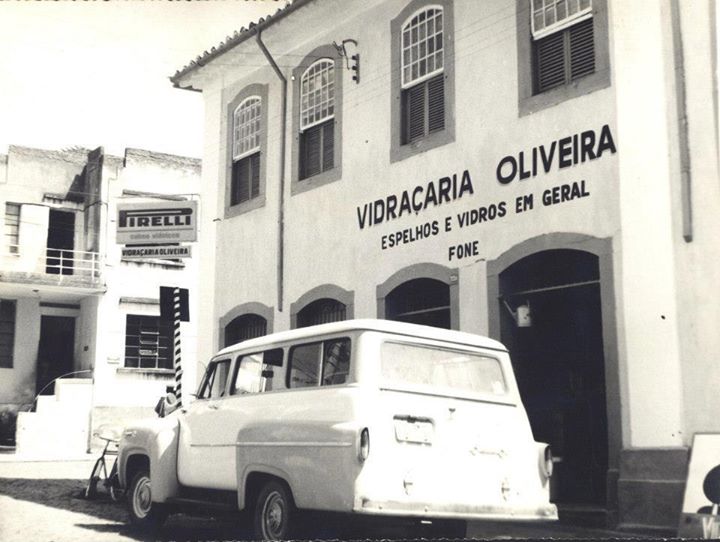 VIDRAÇARIA OLIVEIRA
ESPELHOS E VIDROS EM GERAL
FONE
PIRELLI
VIDRAÇARIA OLIVEIRA